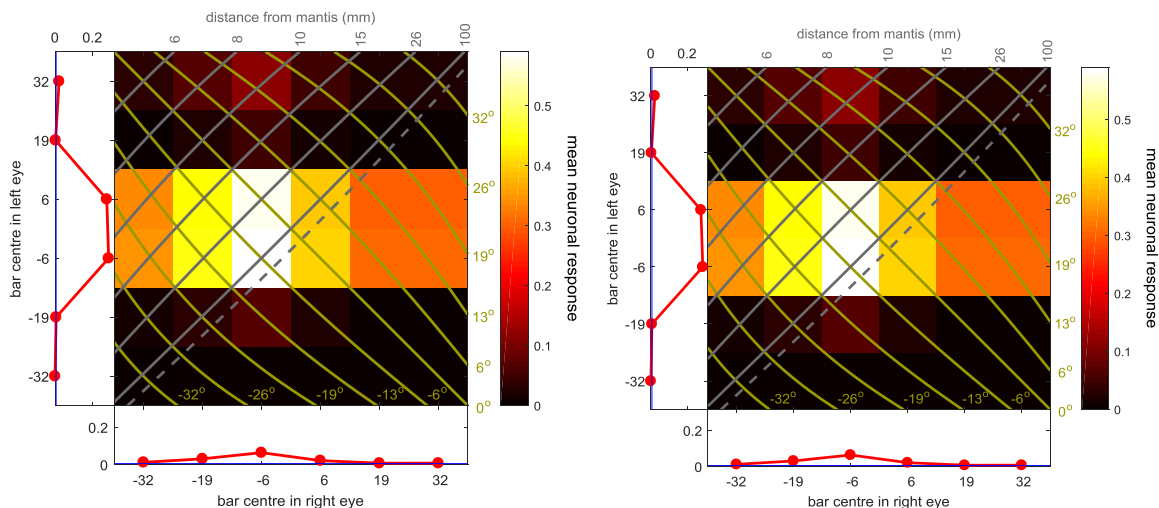 distance from mantis (mm)
0 0.2 6 8 10 15 26 100
32
19
6
-6
-19
-32
bar centre in left eye
32°
26°
19°
13°
6°
0°
-32° -26° -19° -13° -6°
0.5
0.4
0.3
0.2
0.1
0
mean neuronal response
0.2
0
-32 -19 -6 6 19 32
bar centre in right eye
distance from mantis (mm)
0 0.2 6 8 10 15 26 100
32
19
6
-6
-19
-32
bar centre in left eye
32°
26°
19°
13°
6°
0°
-32° -26° -19° -13° -6°
0.5
0.4
0.3
0.2
0.1
0
mean neuronal response
0.2
0
-32 -19 -6 6 19 32
bar centre in right eye